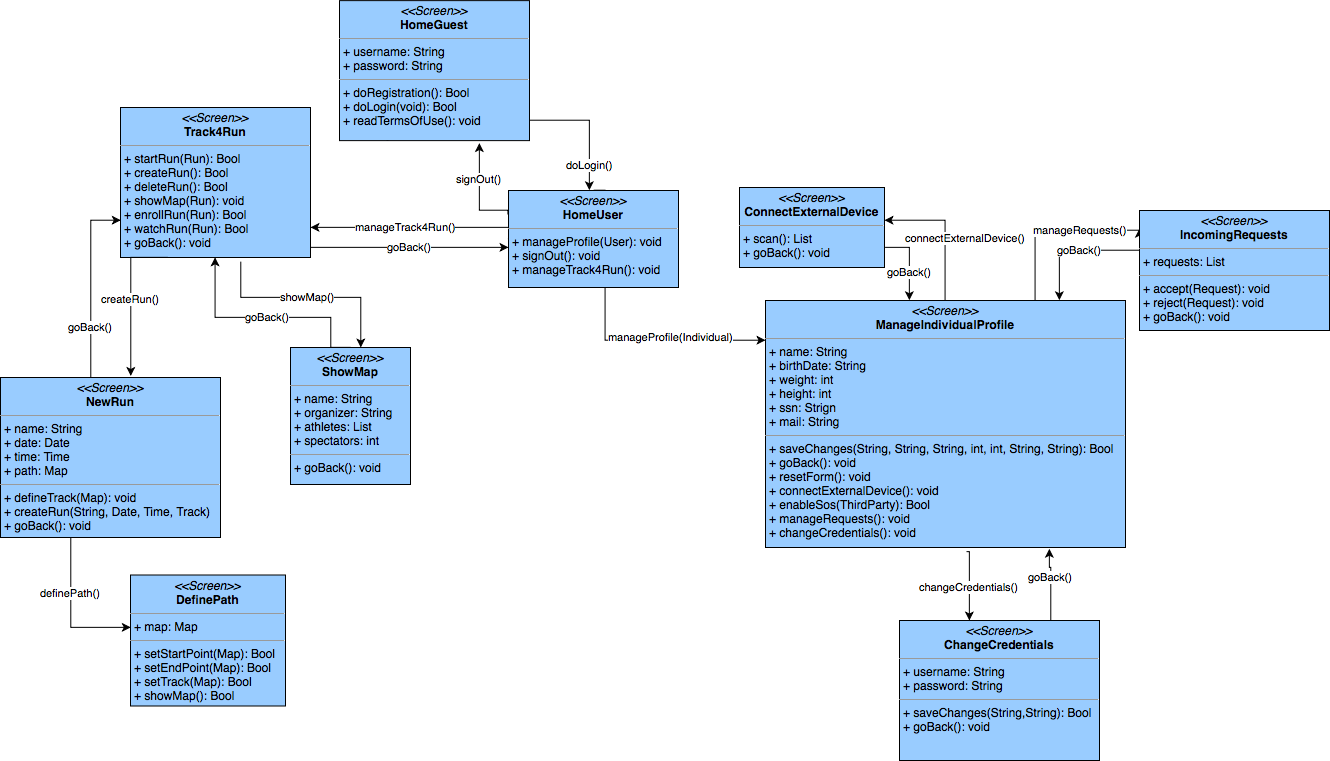 <<Screen>>
HomeGuest
+ username: String
+ password: String
+ doRegistration(): Bool
+ doLogin(void): Bool
+ readTermsOfUse(): void
<<Screen>>
Track4Run
+ startRun(Run): Bool
+ createRun(): Bool
+ deleteRun(): Bool
+ showMap(Run): void
+ enrollRun(Run): Bool
+ watchRun(Run): Bool
+ goBack(): void
doLogin()
signOut()
<<Screen>>
HomeUser
+ manageProfile(User): void
+ signOut(): void
+ manageTrack4Run(): void
manageTrack4Run()
goBack()
<<Screen>>
ConnectExternalDevice
+ scan(): List
+ goBack(): void
connectExternalDevice()
goBack()
manageRequests()
goBack()
<<Screen>>
IncomingRequests
+ requests: List
+ accept(Request): void
+ reject(Request): void
+ goBack(): void
createRun()
goBack()
showMap()
goBack()
manageProfile(Individual)
<<Screen>>
ManageIndividualProfile
+ name: String
+ birthDate: String
+ weight: int
+ height: int
+ ssn: Strign
+ mail: String
+ saveChanges(String, String, String, int, int, String, String): Bool
+ goBack(): void
+ resetForm(): void
+ connectExternalDevice(): void
+ enableSos(ThirdParty): Bool
+ manageRequests(): void
+ changeCredentials(): void
<<Screen>>
ShowMap
+ name: String
+ organizer: String
+ athletes: List
+ spectators: int
+ goBack(): void
<<Screen>>
NewRun
+ name: String
+ date: Date
+ time: Time
+ path: Map
+ defineTrack(Map): void
+ createRun(String, Date, Time, Track)
+ goBack(): void
definePath()
<<Screen>>
DefinePath
+ map: Map
+ setStartPoint(Map): Bool
+ setEndPoint(Map): Bool
+ setTrack(Map): Bool
+ showMap(): Bool
changeCredentials()
goBack()
<<Screen>>
ChangeCredentials
+ username: String
+ password: String
+ saveChanges(String,String): Bool
+ goBack(): void